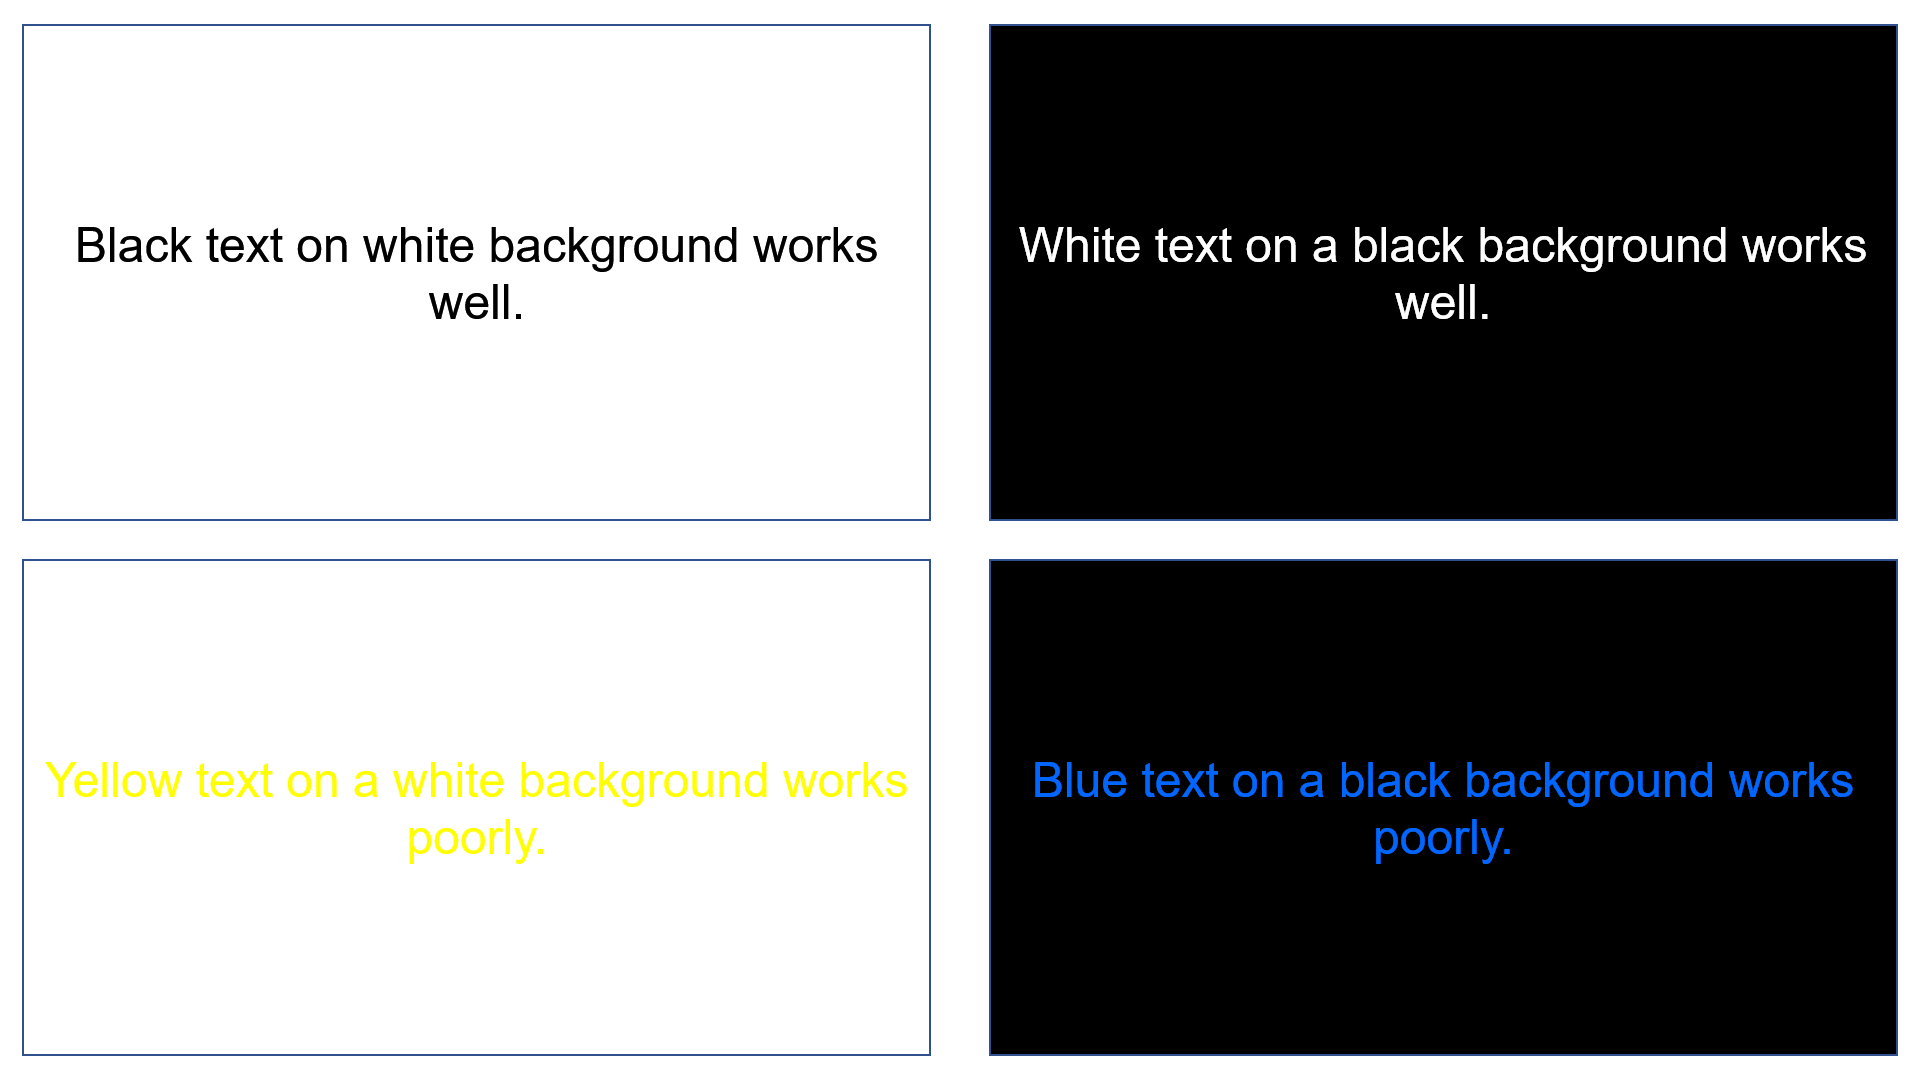 Black text on white background works
well.
White text on a black background works
well.
Yellow text on a white background works
poorly.
Blue text on a black background works
poorly.